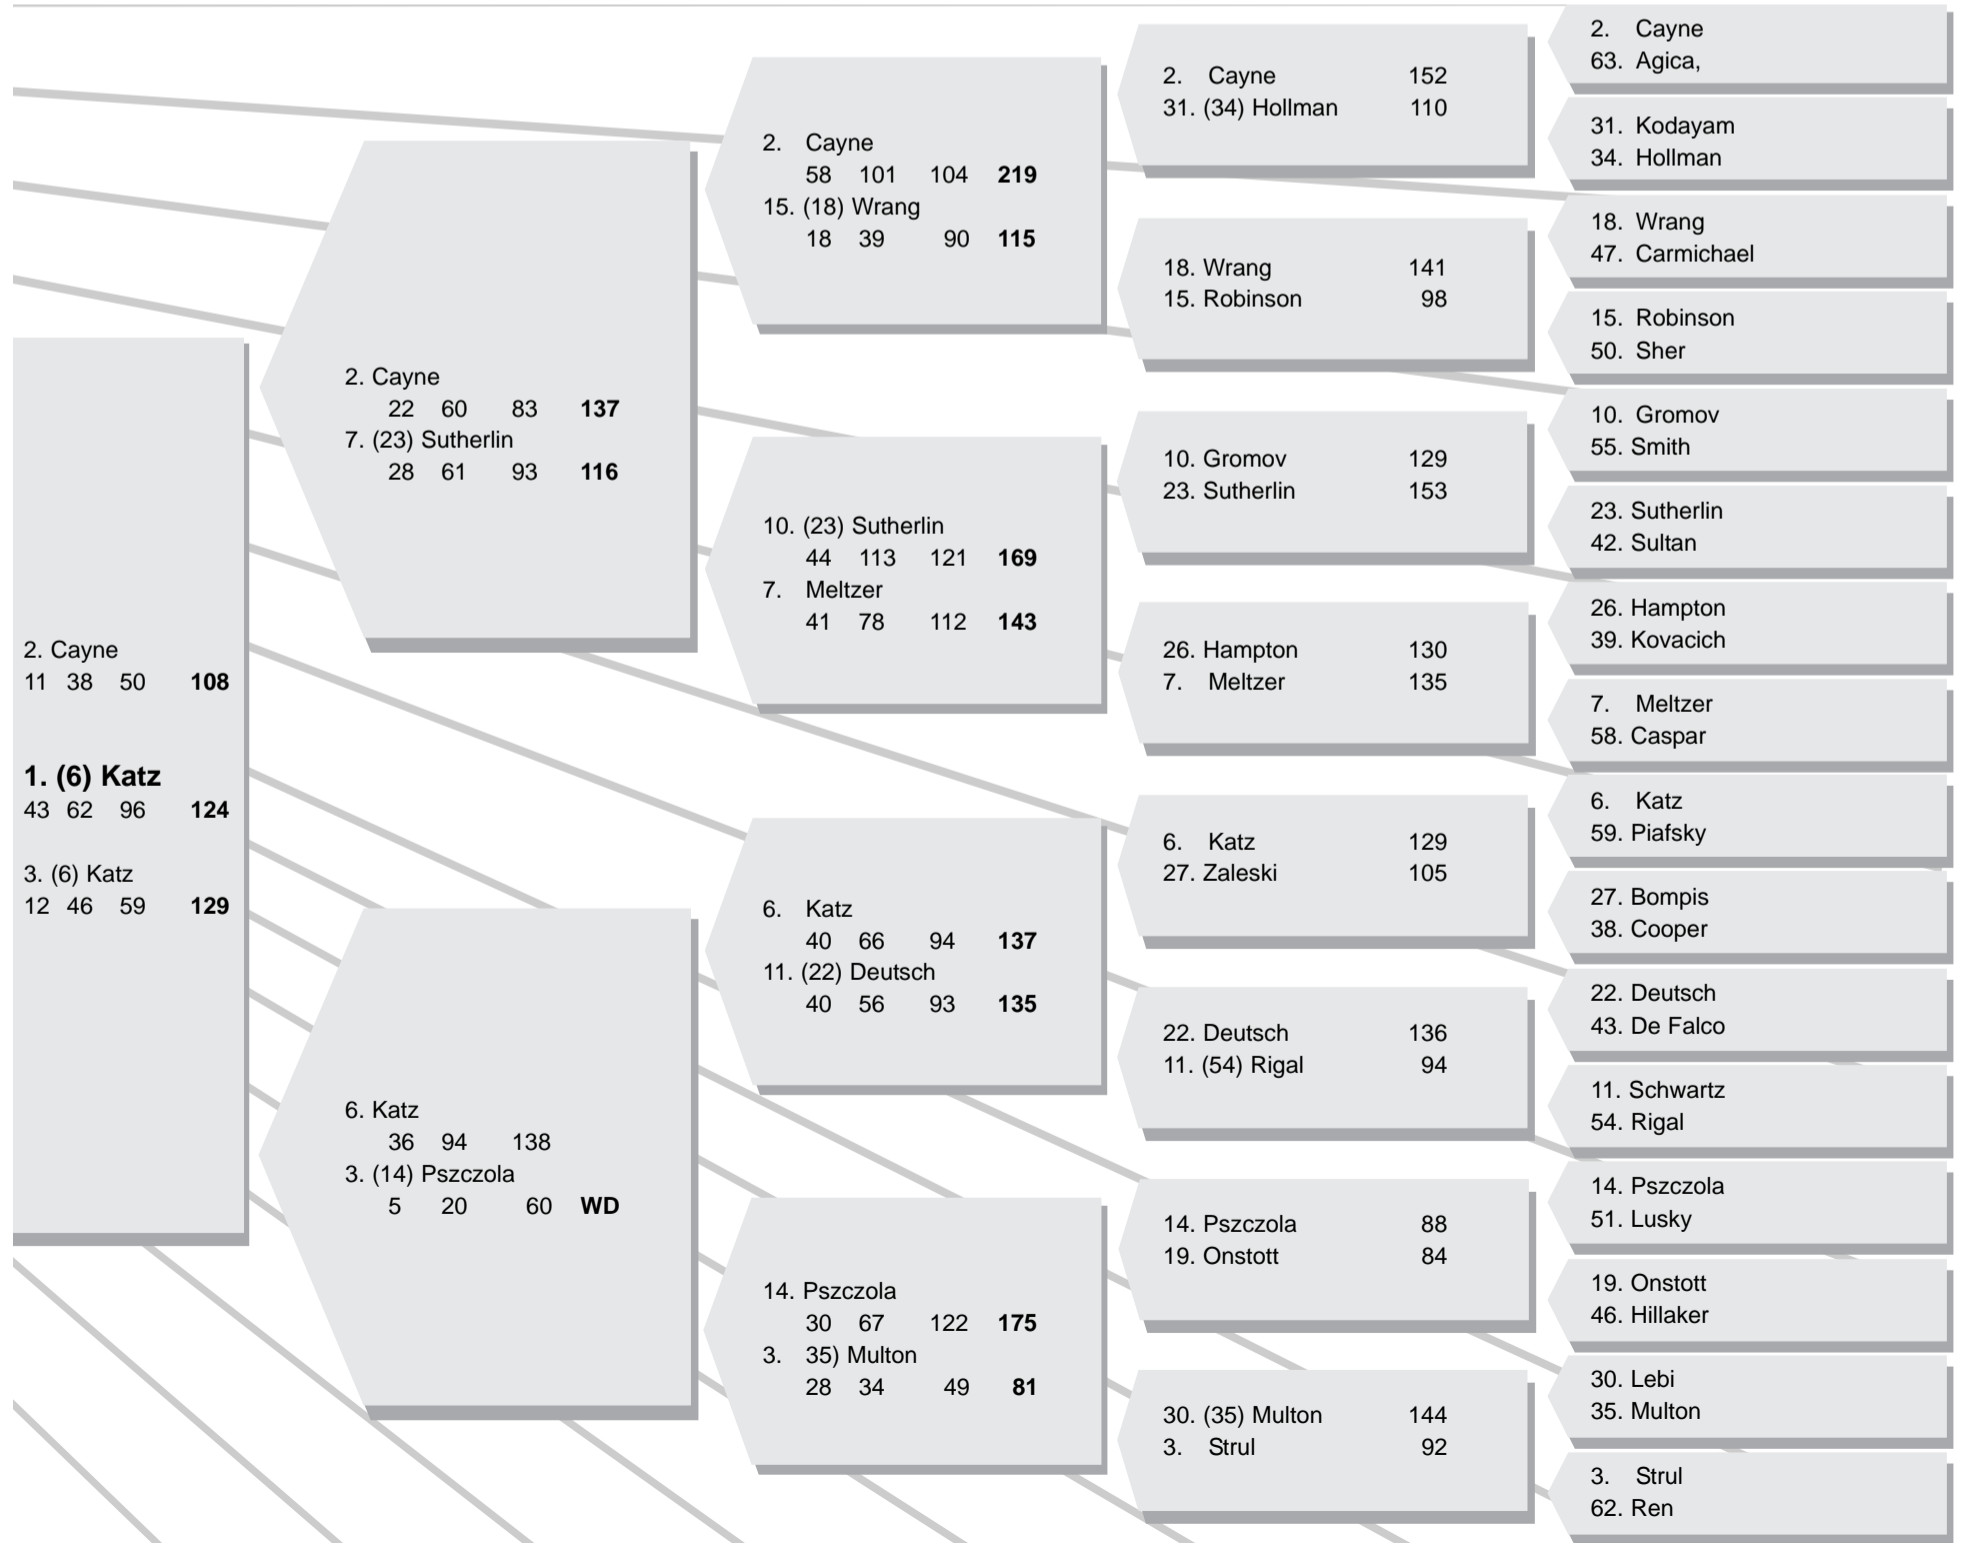 2. Cayne
11 38 50 108
1. (6) Katz
43 62 96 124
3. (6) Katz
12 46 59 129
2. Cayne
22 60 83 137
7. (23) Sutherlin
28 61 93 116
6. Katz
36 94 138
3. (14) Pszczola
5 20 60 WD
2. Cayne
58 101 104 219
15. (18) Wrang
18 39 90 115
10. (23) Sutherlin
44 113 121 169
7. Meltzer
41 78 112 143
6. Katz
40 66 94 137
11. (22) Deutsch
40 56 93 135
14. Pszczola
30 67 122 175
3. 35) Multon
28 34 49 81
2. Cayne 152
31. (34) Hollman 110
18. Wrang 141
15. Robinson 98
10. Gromov 129
23. Sutherlin 153
26. Hampton 130
7. Meltzer 135
6. Katz 129
27. Zaleski 105
22. Deutsch 136
11. (54) Rigal 94
14. Pszczola 88
19. Onstott 84
30. (35) Multon 144
3. Strul 92
2. Cayne
63. Agica,
31. Kodayam
34. Hollman
18. Wrang
47. Carmichael
15. Robinson
50. Sher
10. Gromov
55. Smith
23. Sutherlin
42. Sultan
26. Hampton
39. Kovacich
7. Meltzer
58. Caspar
6. Katz
59. Piafsky
27. Bompis
38. Cooper
22. Deutsch
43. De Falco
11. Schwartz
54. Rigal
14. Pszczola
51. Lusky
19. Onstott
46. Hillaker
30. Lebi
35. Multon
3. Strul
62. Ren